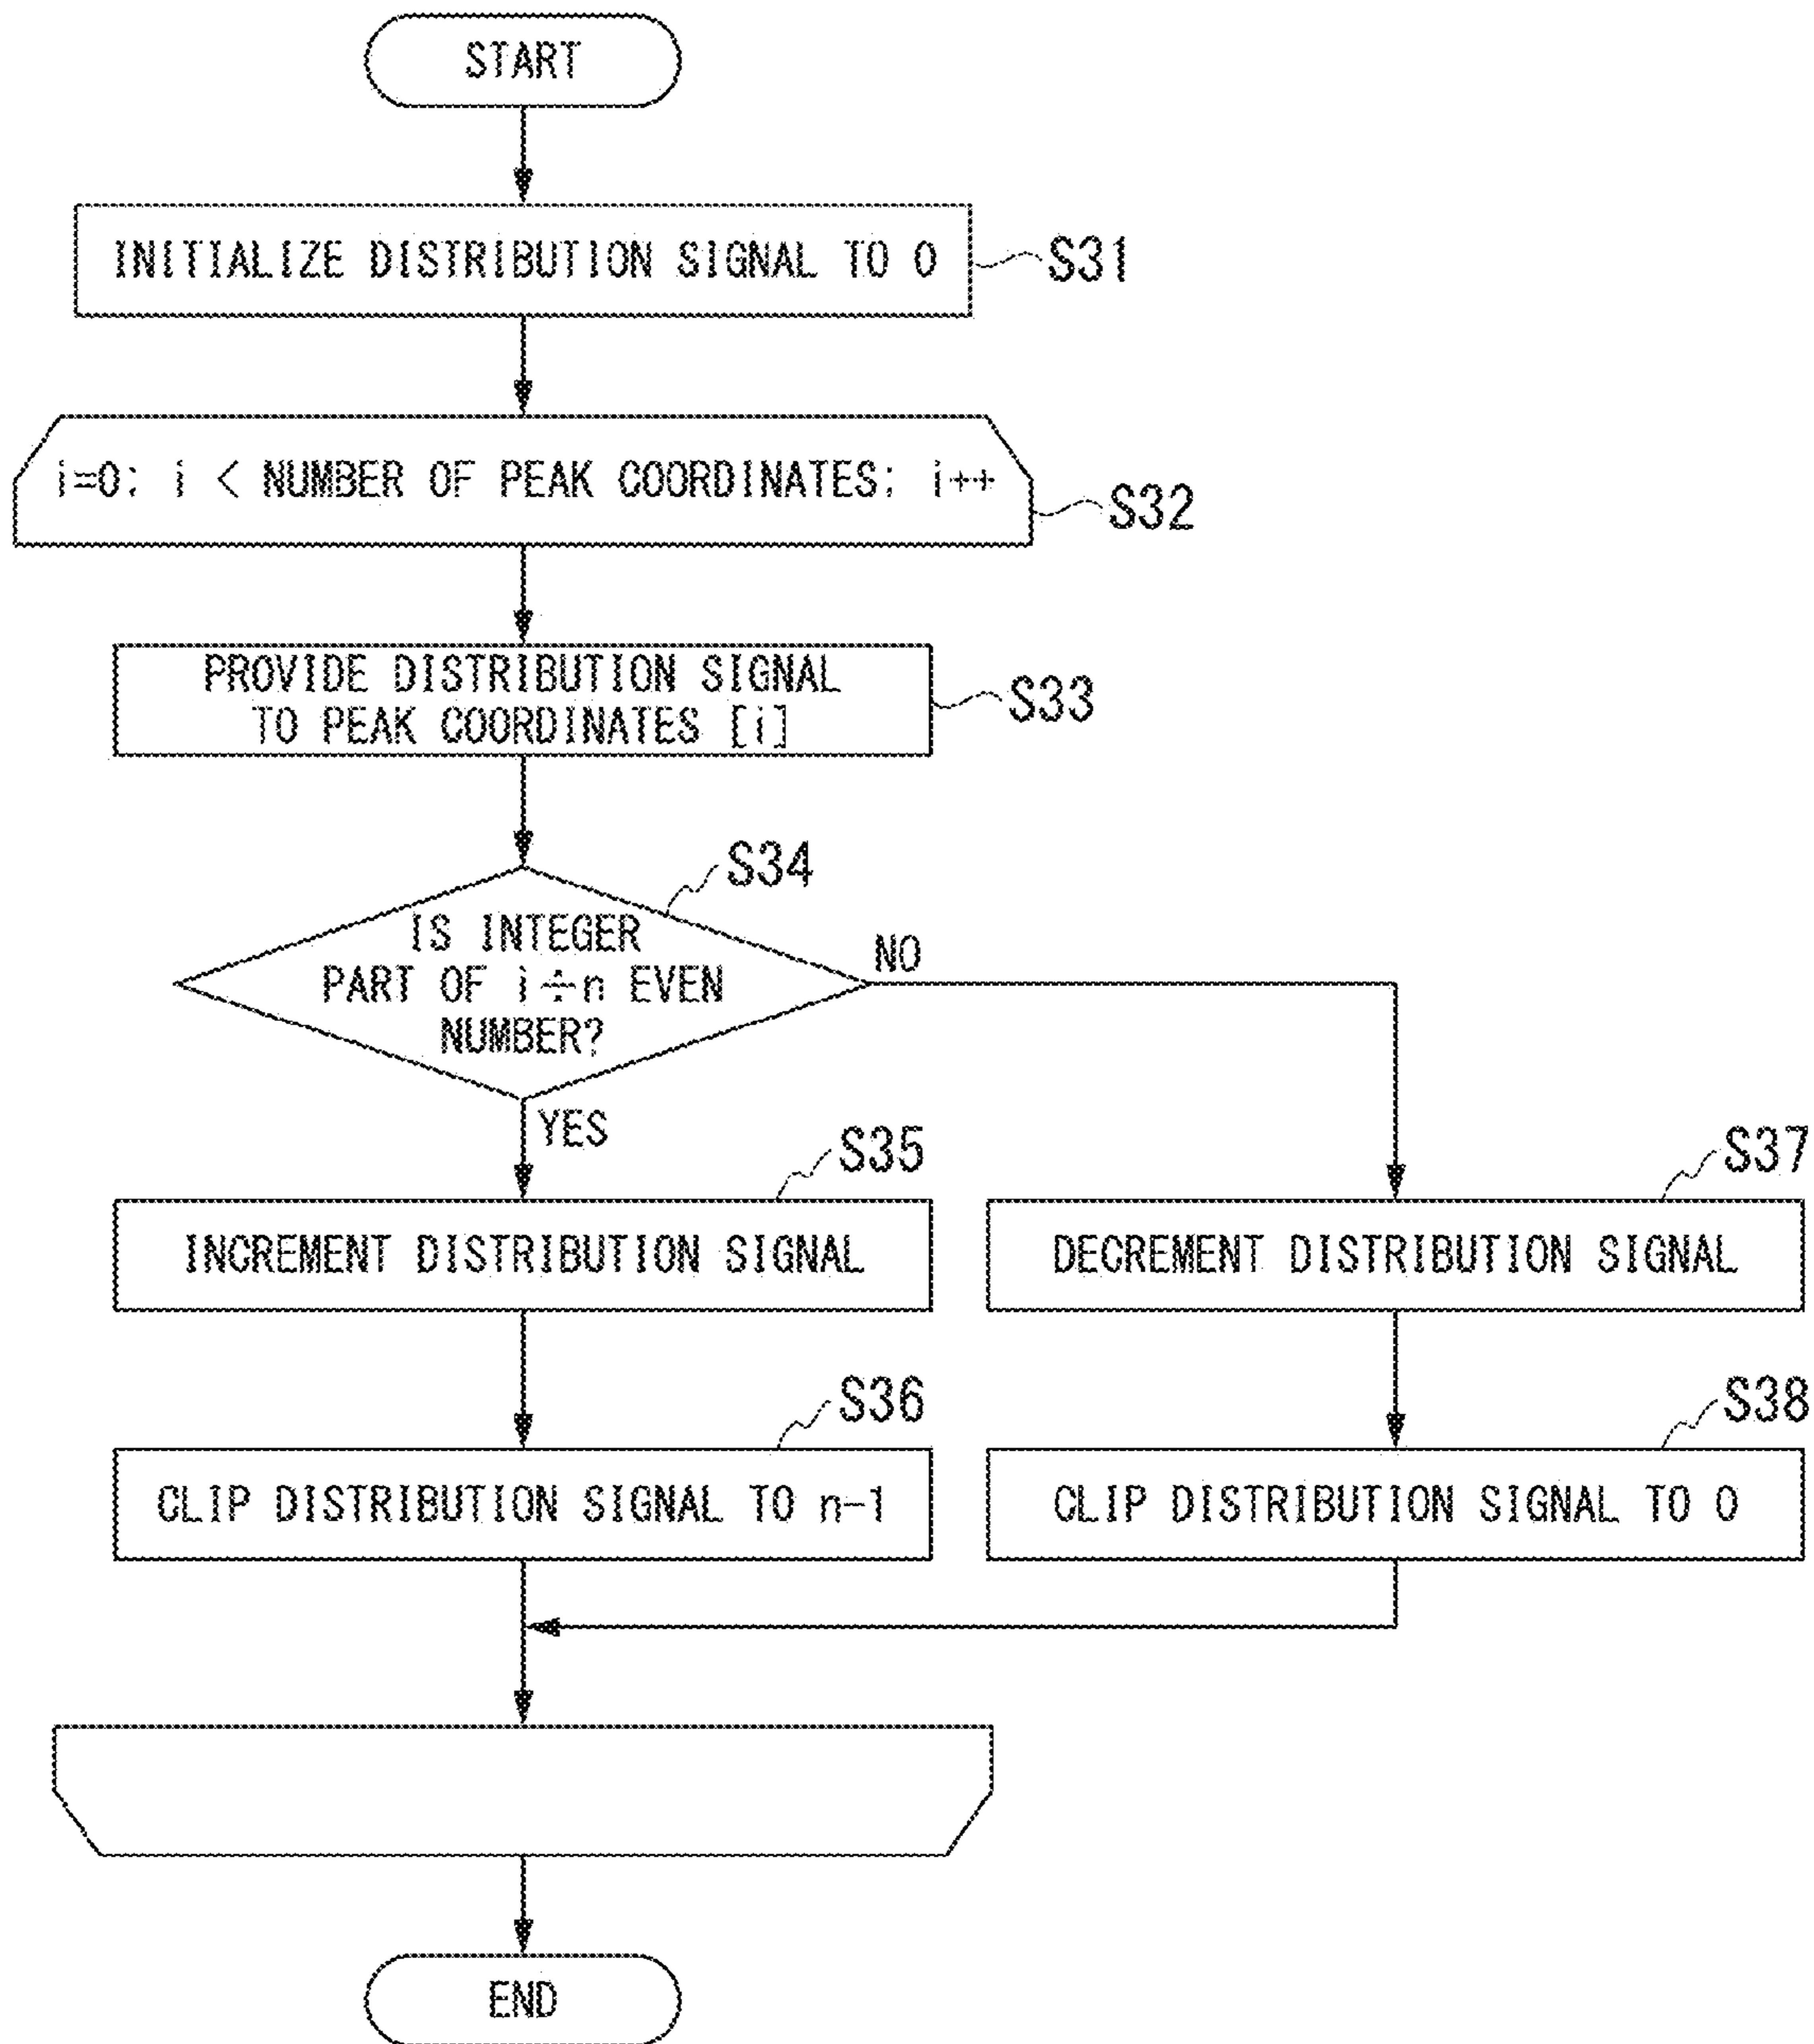 START
INITIALIZE DISTRIBUTION SIGNAL TO 0
S31
i=0; i < NUMBER OF PEAK COORDINATES; i++
S32
PROVIDE DISTRIBUTION SIGNAL
TO PEAK COORDINATES [i]
S33
S34
IS INTEGER
PART OF i÷n EVEN
NUMBER?
NO
YES
S35
INCREMENT DISTRIBUTION SIGNAL
S37
DECREMENT DISTRIBUTION SIGNAL
S36
CLIP DISTRIBUTION SIGNAL TO n-1
S38
CLIP DISTRIBUTION SIGNAL TO 0
END